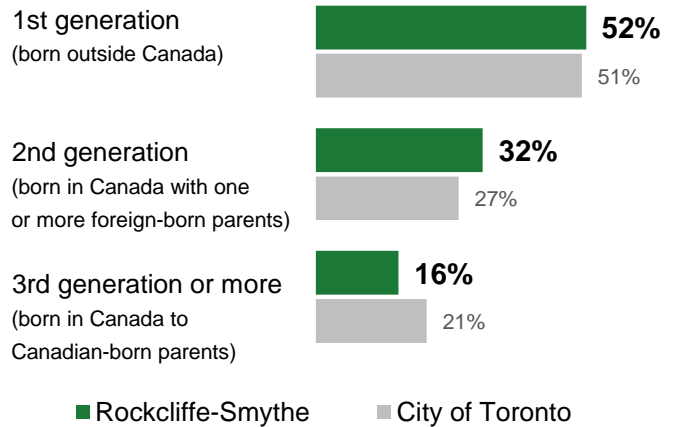 1st generation
(born outside Canada)
52%
51%
2nd generation
(born in Canada with one
or more foreign-born parents)
32%
27%
3rd generation or more
(born in Canada to
Canadian-born parents)
16%
21%
Rockcliffe-Smythe City of Toronto